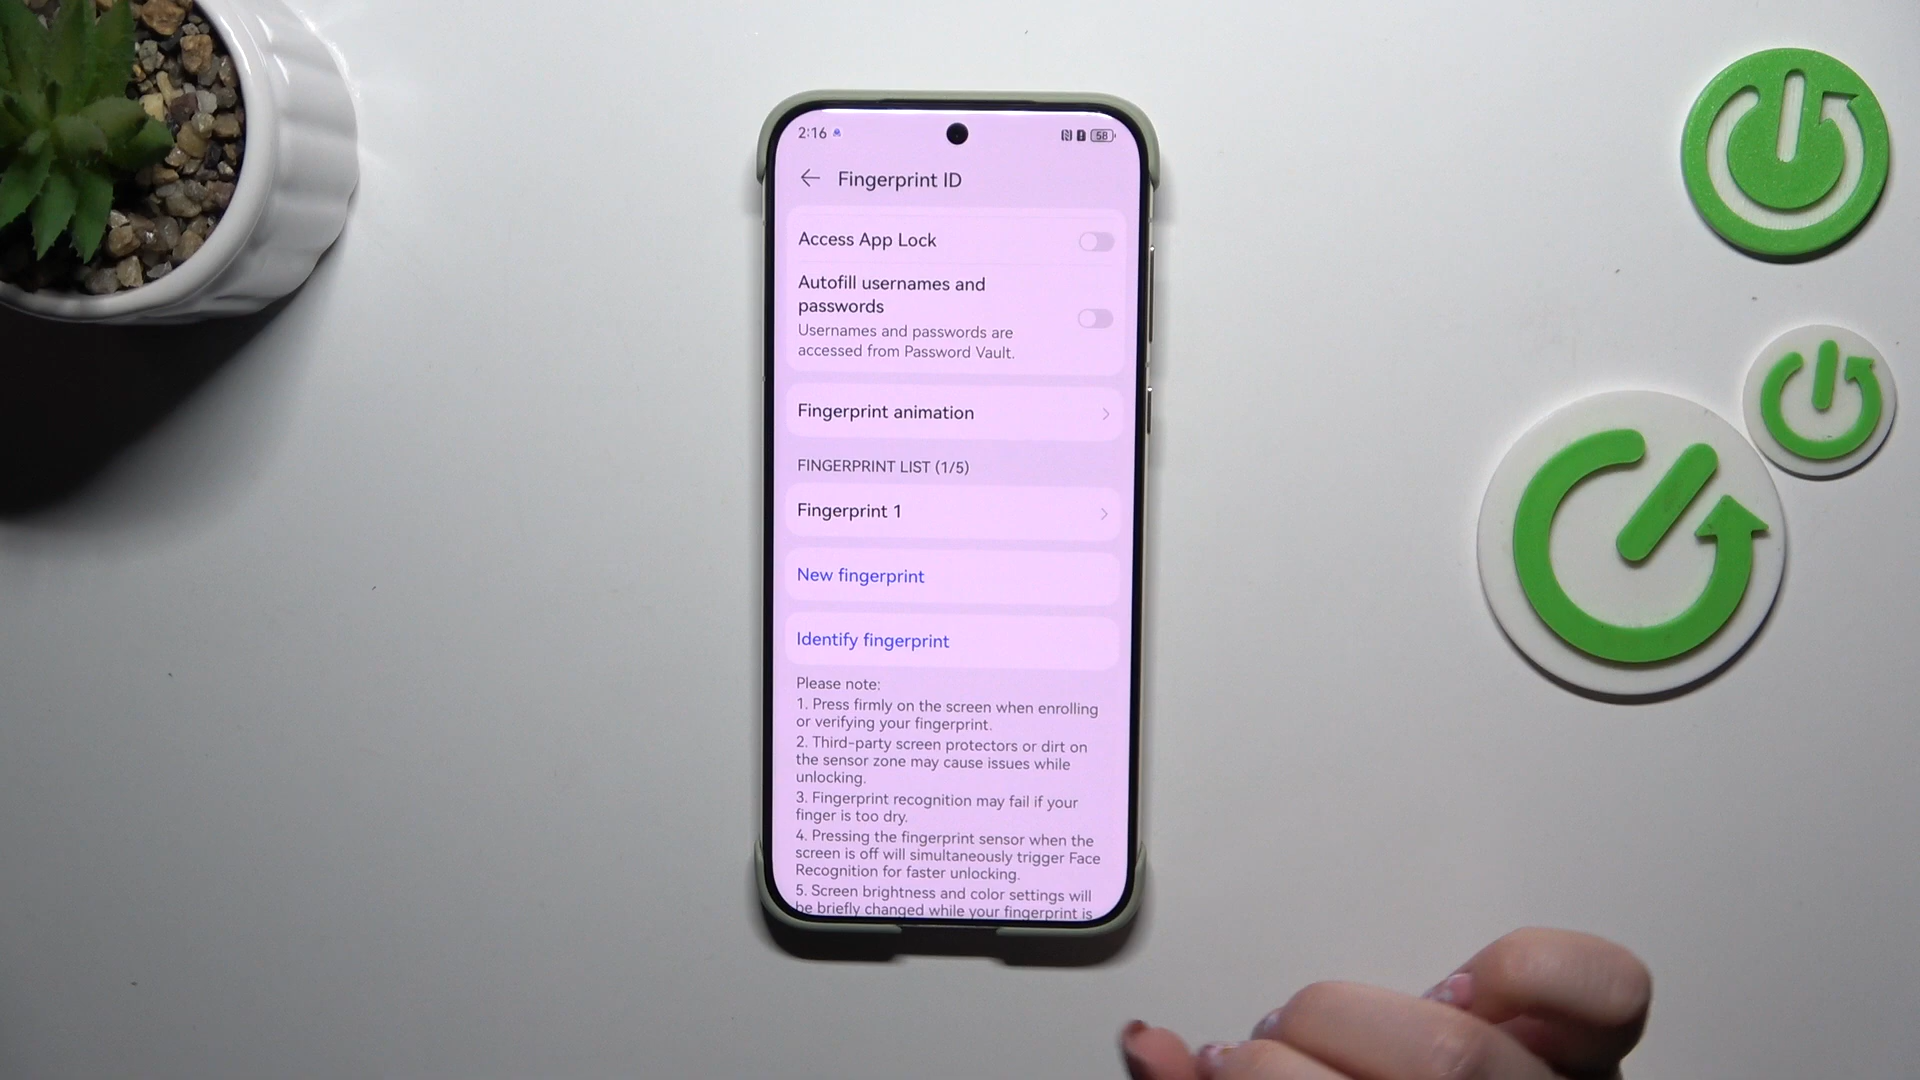 2:16
58
Fingerprint ID
Access App Lock
Autofill usernames and
passwords
Usernames and passwords are
accessed from Password Vault.
Fingerprint animation
FINGERPRINT LIST (1/5)
Fingerprint 1
New fingerprint
Identify fingerprint
Please note:
1. Press firmly on the screen when enrolling
or verifying your fingerprint.
2. Third-party screen protectors or dirt on
the sensor zone may cause issues while
unlocking.
3. Fingerprint recognition may fail if your
finger is too dry.
4. Pressing the fingerprint sensor when the
screen is off will simultaneously trigger Face
Recognition for faster unlocking.
5. Screen brightness and color settings will
be briefly changed while your fingerprint is